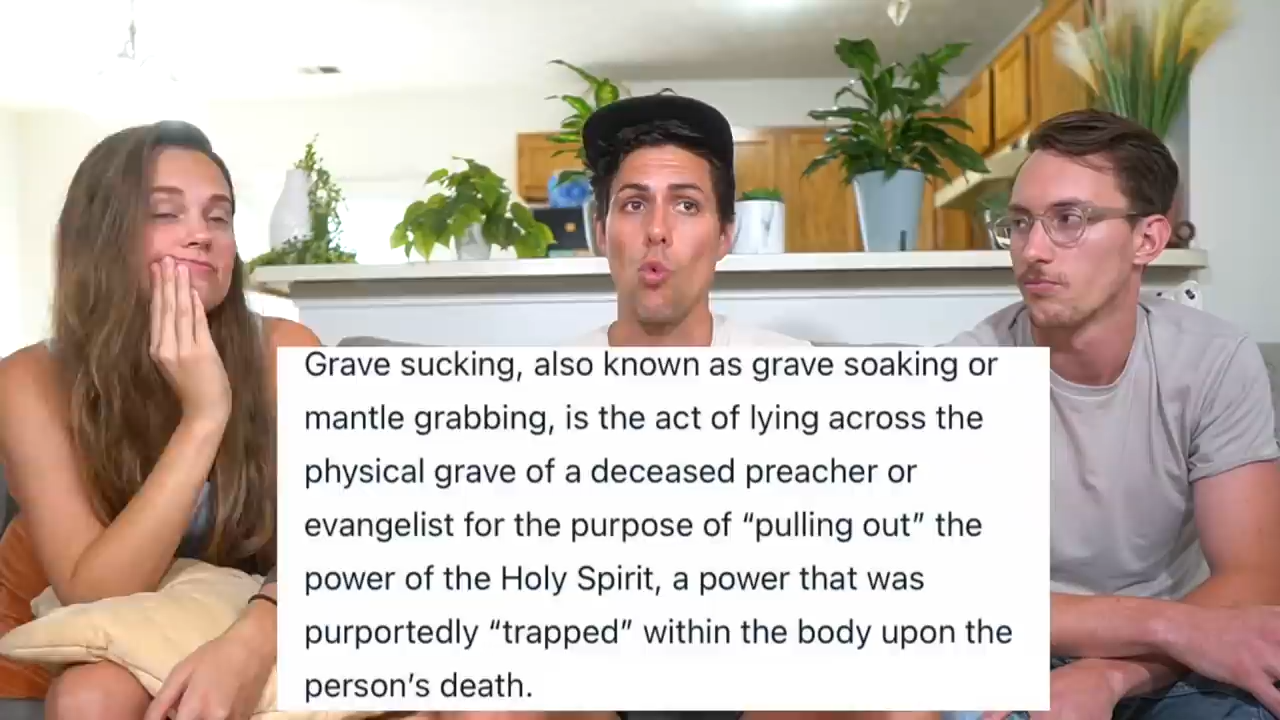 Grave sucking, also known as grave soaking or
mantle grabbing, is the act of lying across the
physical grave of a deceased preacher or
evangelist for the purpose of “pulling out” the
power of the Holy Spirit, a power that was
purportedly “trapped” within the body upon the
person’s death.